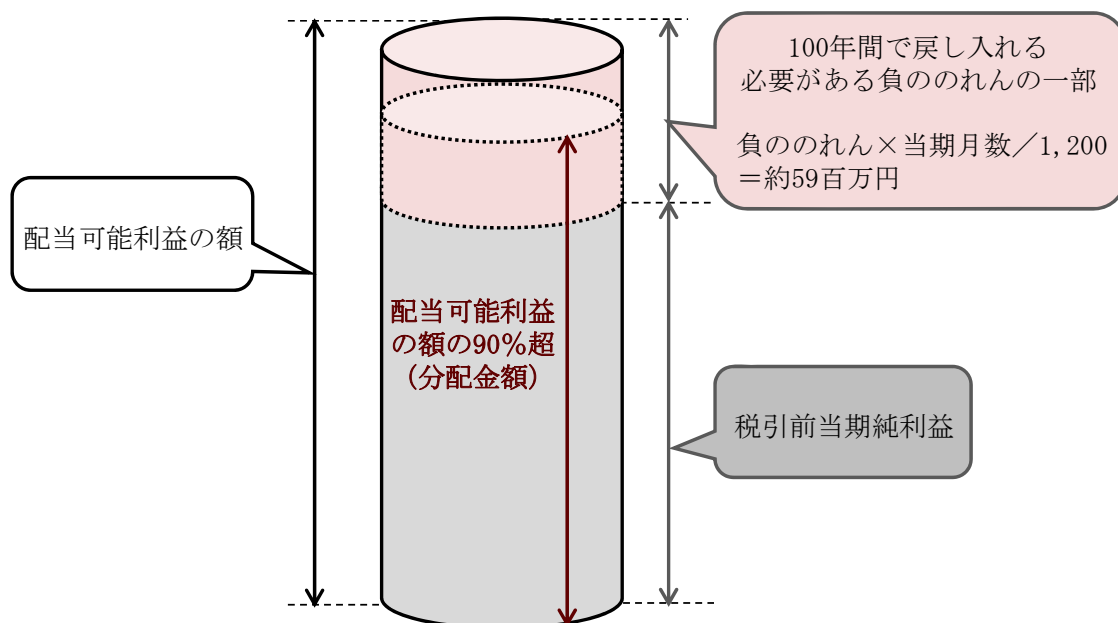 100年間で戻し入れる
必要がある負ののれんの一部
負ののれん×当期月数／1,200
＝約59百万円
配当可能利益の額
配当可能利益
の額の90％超
（分配金額）
税引前当期純利益